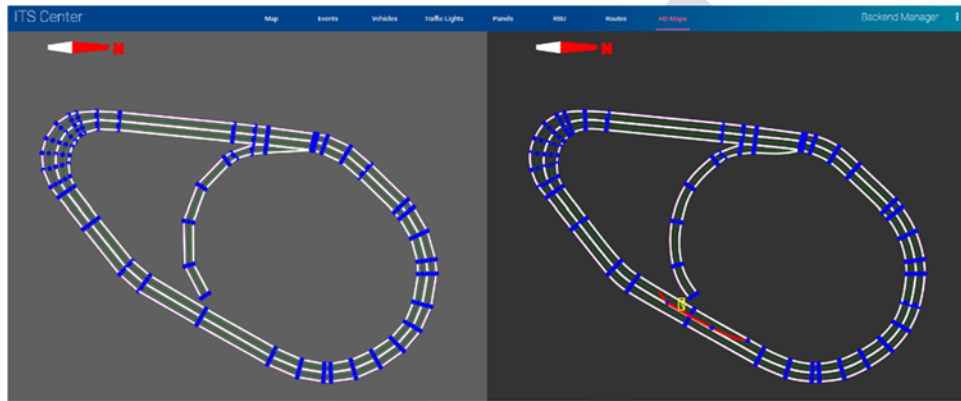 ITS Center Map Events Vehicles Traffic Lights Panels RSU Routes HD Maps Backend Manager
N N